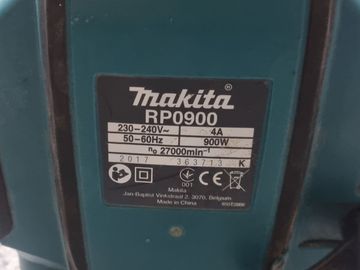 makita®
RP0900
230-240V~ 4A
50-60Hz 900W
n₀ 27000min⁻¹
2017 363713 K
CE
001
Makita
Jan-Baptist Vinkstraat 2, 3070, Belgium
Made in China